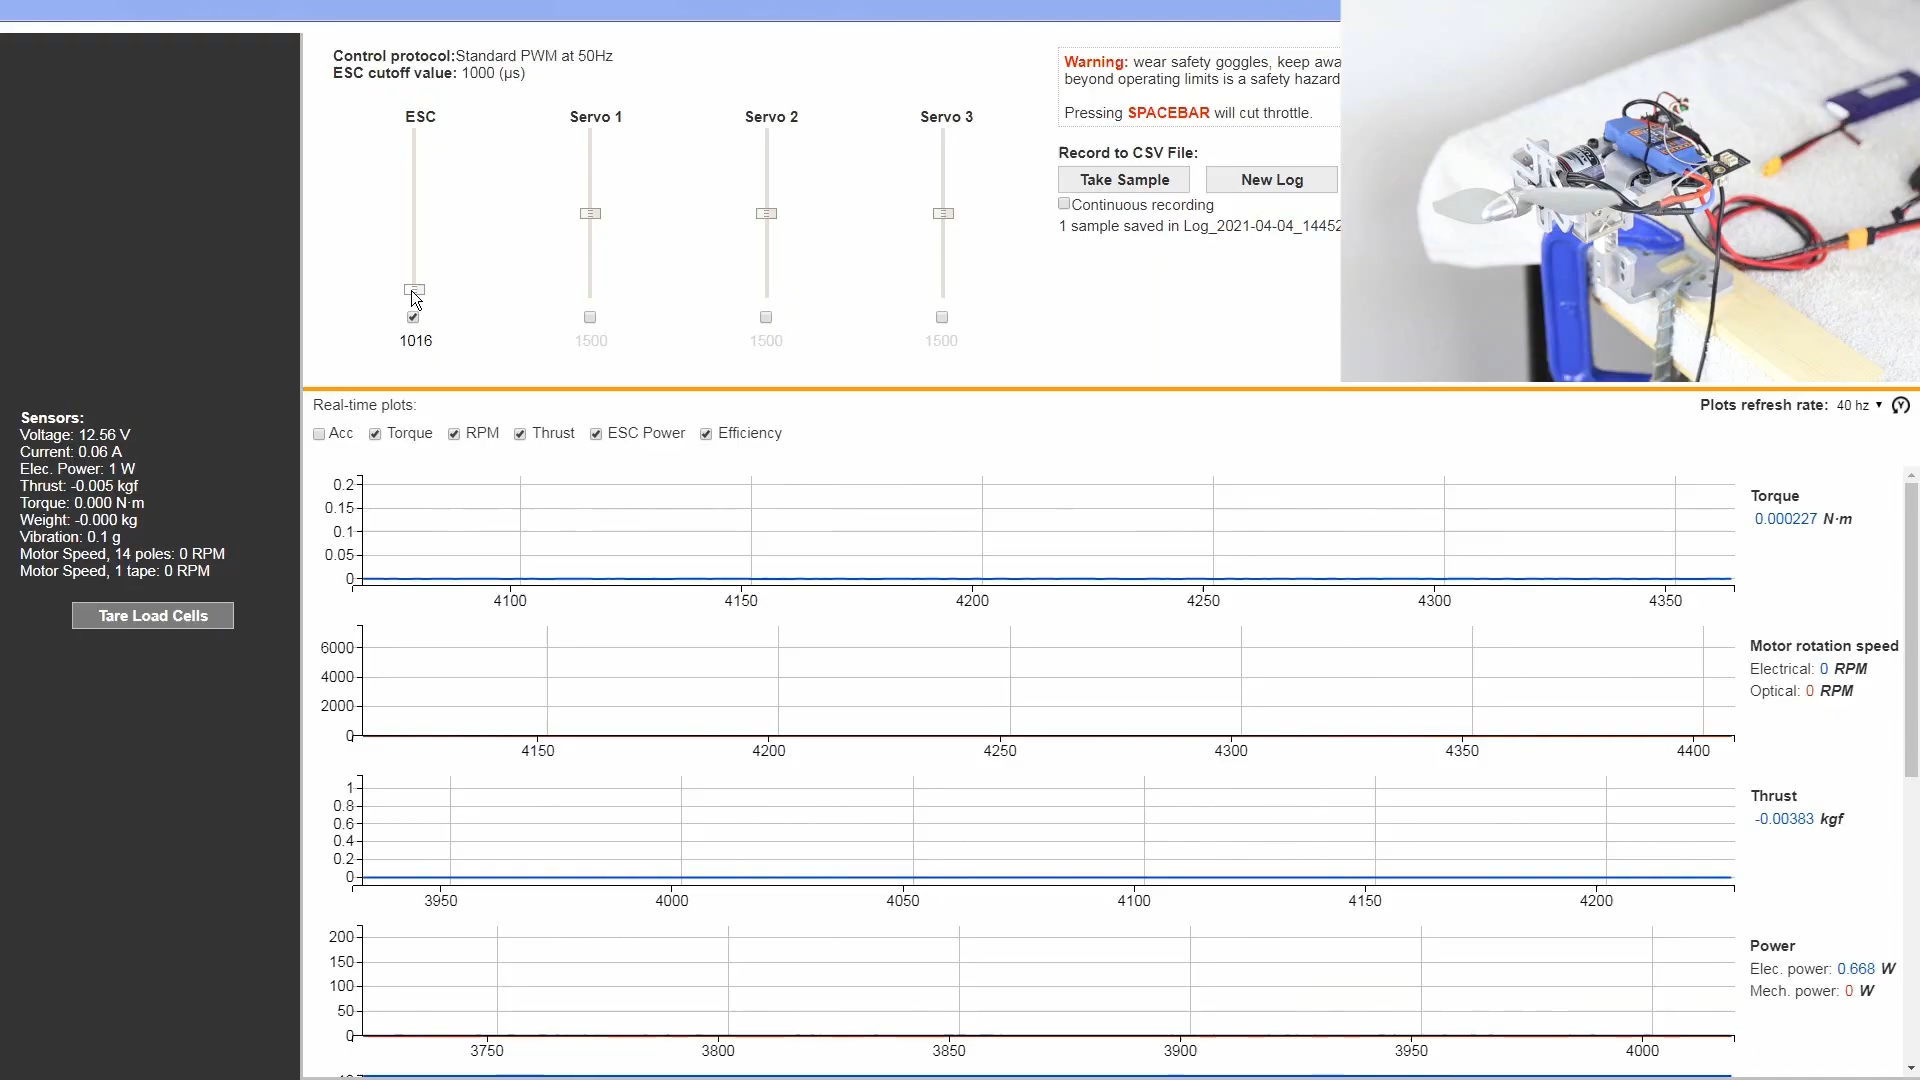 Control protocol:Standard PWM at 50Hz
ESC cutoff value: 1000 (µs)
ESC
Servo 1
Servo 2
Servo 3
1016
1500
1500
1500
Warning: wear safety goggles, keep awa
beyond operating limits is a safety hazard
Pressing SPACEBAR will cut throttle.
Record to CSV File:
Take Sample
New Log
Continuous recording
1 sample saved in Log_2021-04-04_14452
Sensors:
Voltage: 12.56 V
Current: 0.06 A
Elec. Power: 1 W
Thrust: -0.005 kgf
Torque: 0.000 N·m
Weight: -0.000 kg
Vibration: 0.1 g
Motor Speed, 14 poles: 0 RPM
Motor Speed, 1 tape: 0 RPM
Tare Load Cells
Real-time plots:
Plots refresh rate: 40 hz
Acc Torque RPM Thrust ESC Power Efficiency
0.2
0.15
0.1
0.05
0
4100 4150 4200 4250 4300 4350
Torque
0.000227 N·m
6000
4000
2000
0
4150 4200 4250 4300 4350 4400
Motor rotation speed
Electrical: 0 RPM
Optical: 0 RPM
1
0.8
0.6
0.4
0.2
0
3950 4000 4050 4100 4150 4200
Thrust
-0.00383 kgf
200
150
100
50
0
3750 3800 3850 3900 3950 4000
Power
Elec. power: 0.668 W
Mech. power: 0 W